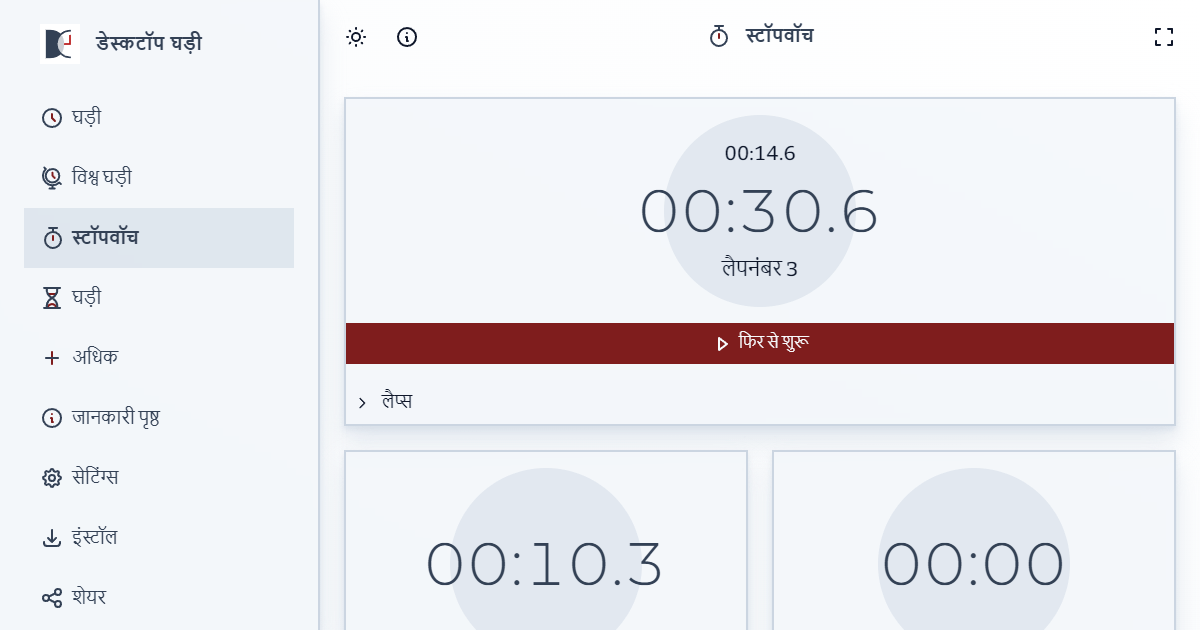 डेस्कटॉप घड़ी
घड़ी
विश्व घड़ी
स्टॉपवॉच
घड़ी
अधिक
जानकारी पृष्ठ
सेटिंग्स
इंस्टॉल
शेयर
स्टॉपवॉच
00:14.6
00:30.6
लैपनंबर 3
फिर से शुरू
लैप्स
00:10.3
00:00